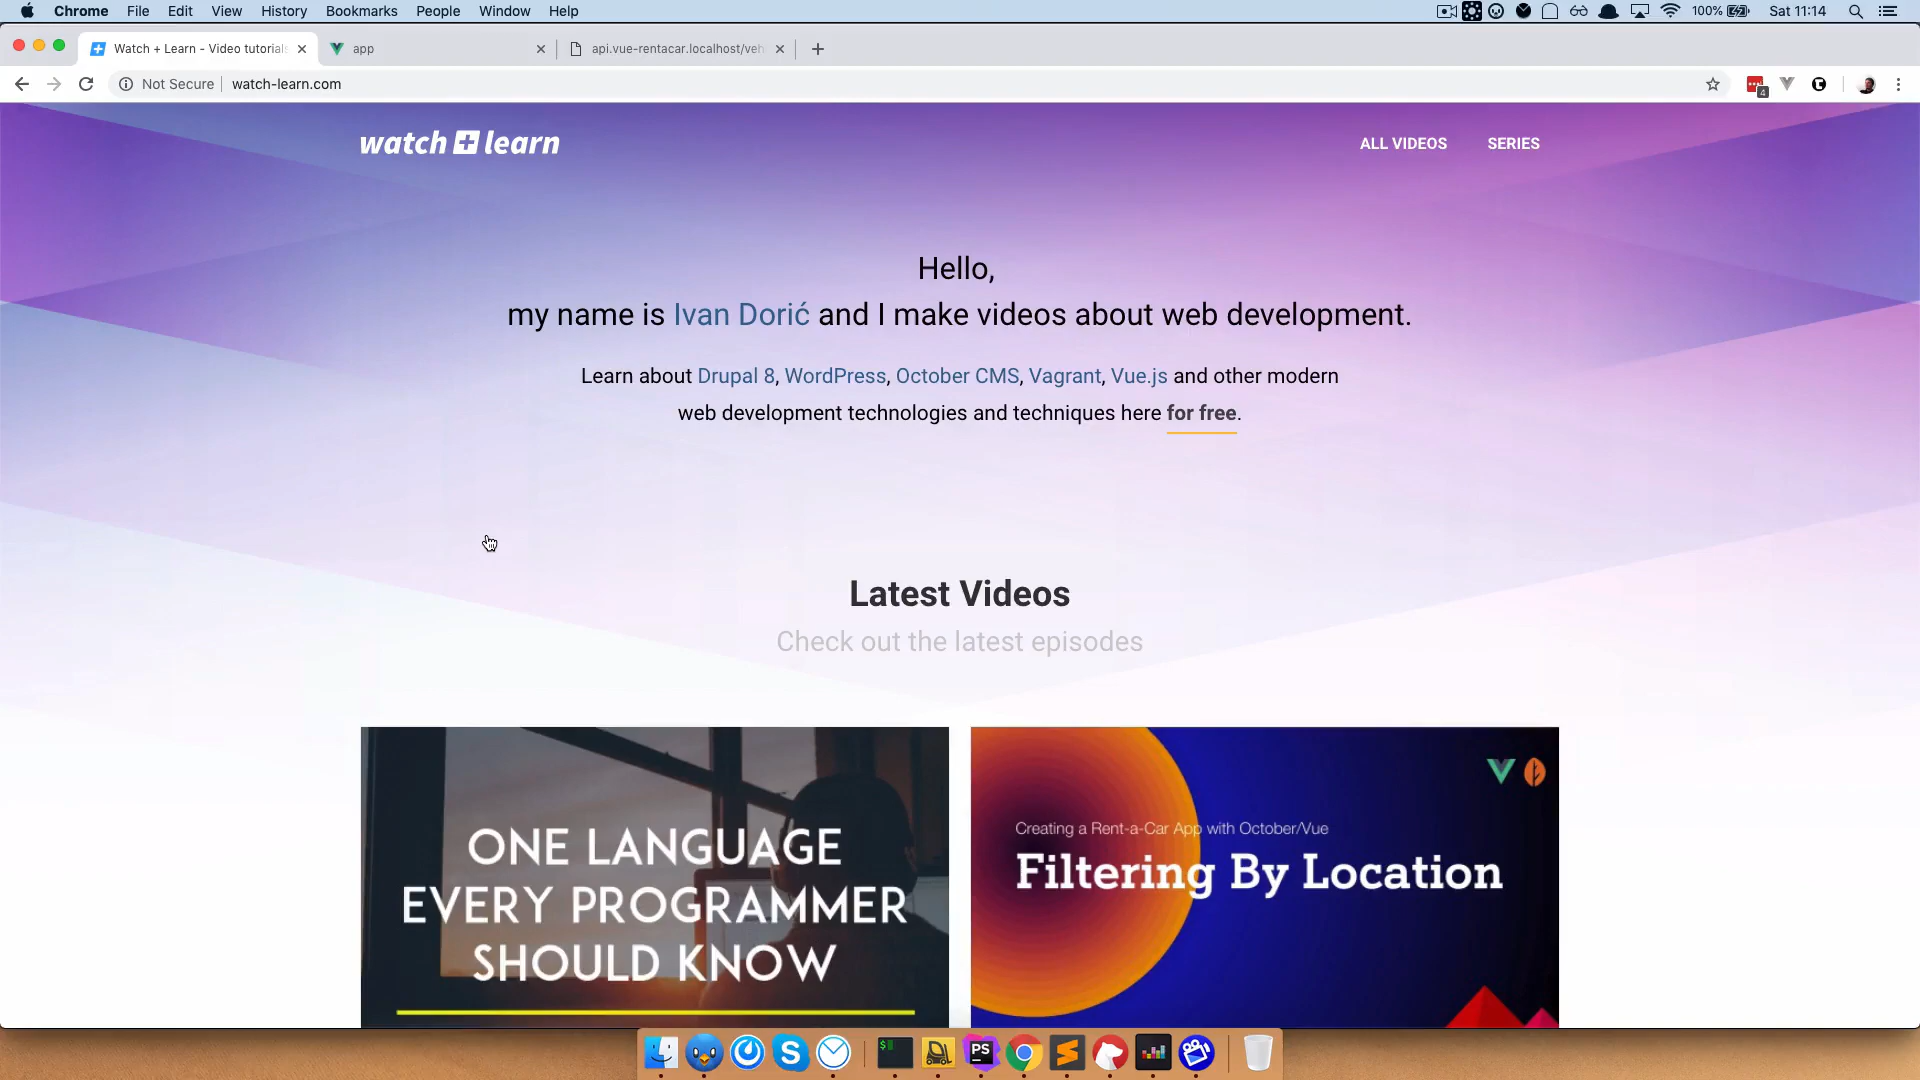 Chrome File Edit View History Bookmarks People Window Help 100% Sat 11:14
Watch + Learn - Video tutorials app api.vue-rentacar.localhost/veh
Not Secure watch-learn.com
4
watch learn ALL VIDEOS SERIES
Hello,
my name is Ivan Dorić and I make videos about web development.
Learn about Drupal 8, WordPress, October CMS, Vagrant, Vue.js and other modern
web development technologies and techniques here for free.
Latest Videos
Check out the latest episodes
ONE LANGUAGE
EVERY PROGRAMMER
SHOULD KNOW
Creating a Rent-a-Car App with October/Vue
Filtering By Location
$
PS